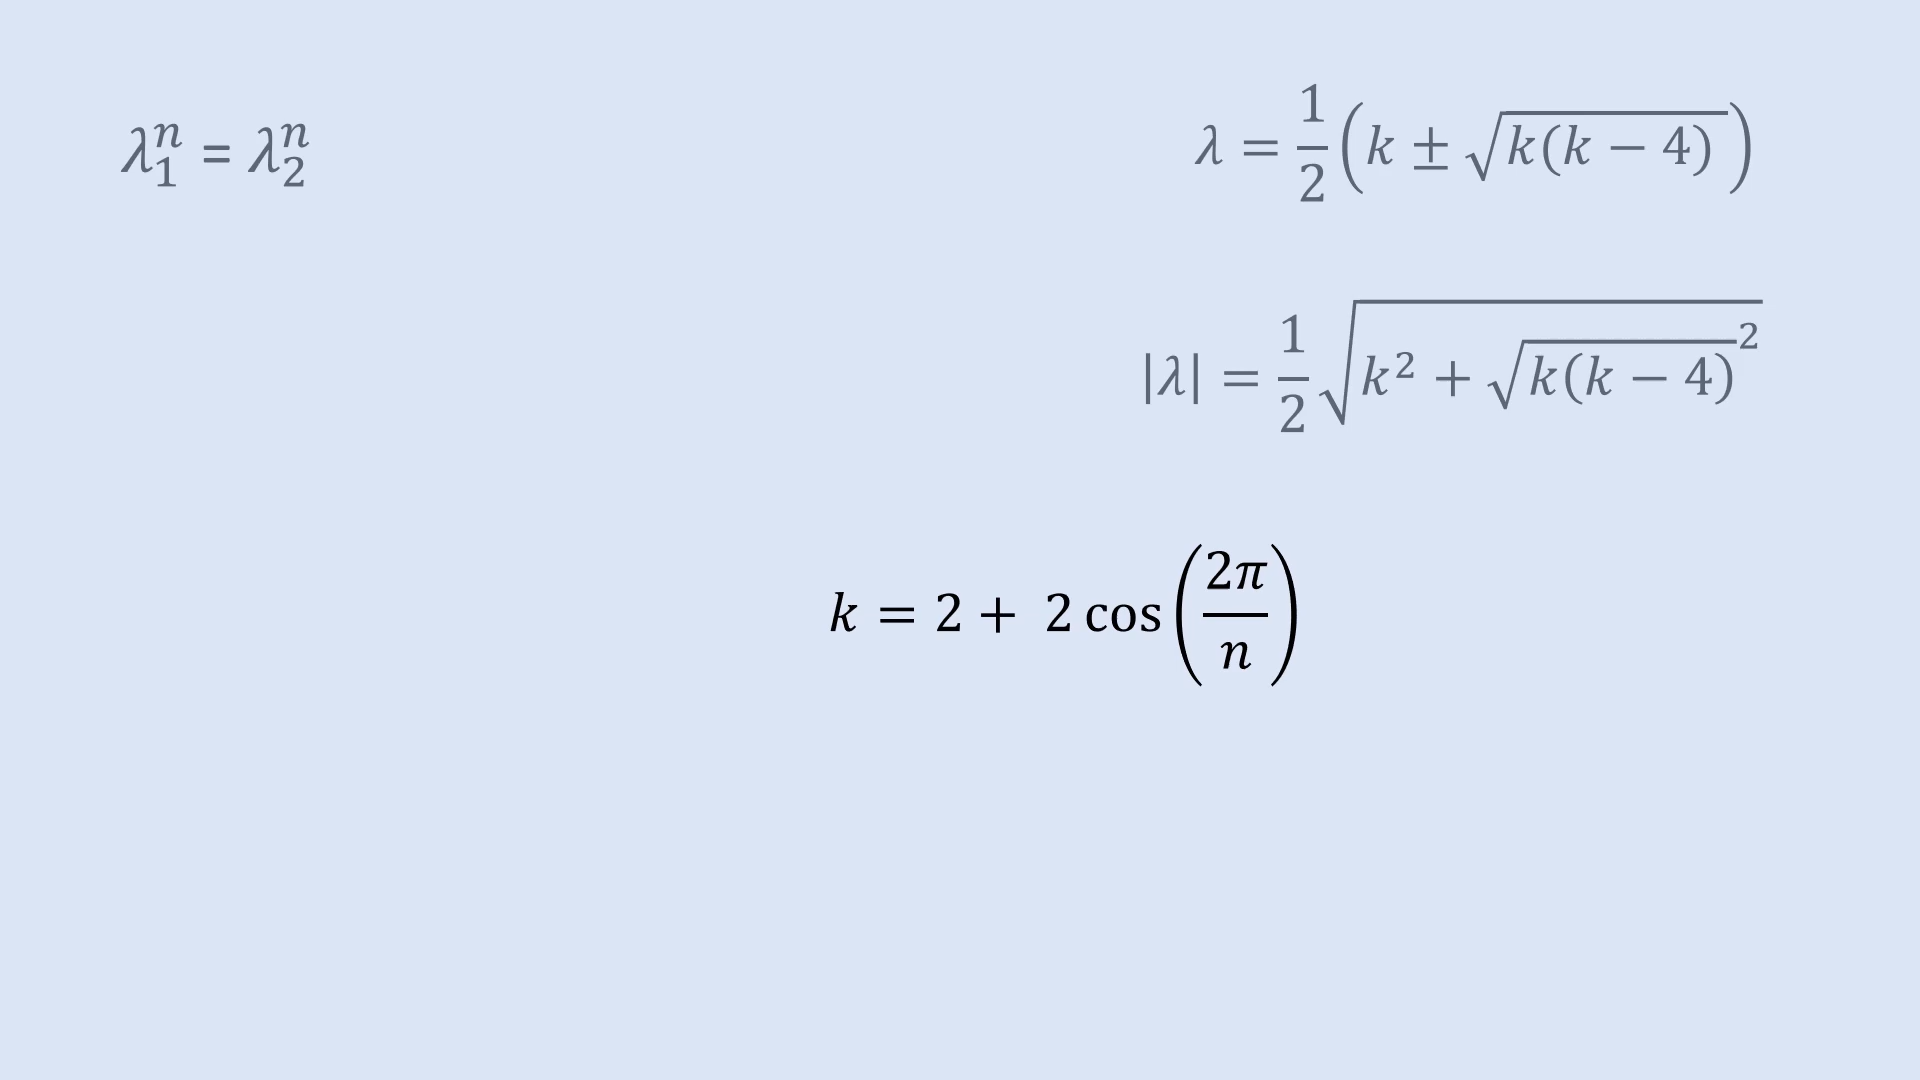 λ₁ⁿ = λ₂ⁿ
λ = 1/2 (k ± √(k(k − 4)))
|λ| = 1/2 √(k² + √(k(k − 4))²)
k = 2 + 2 cos(2π/n)